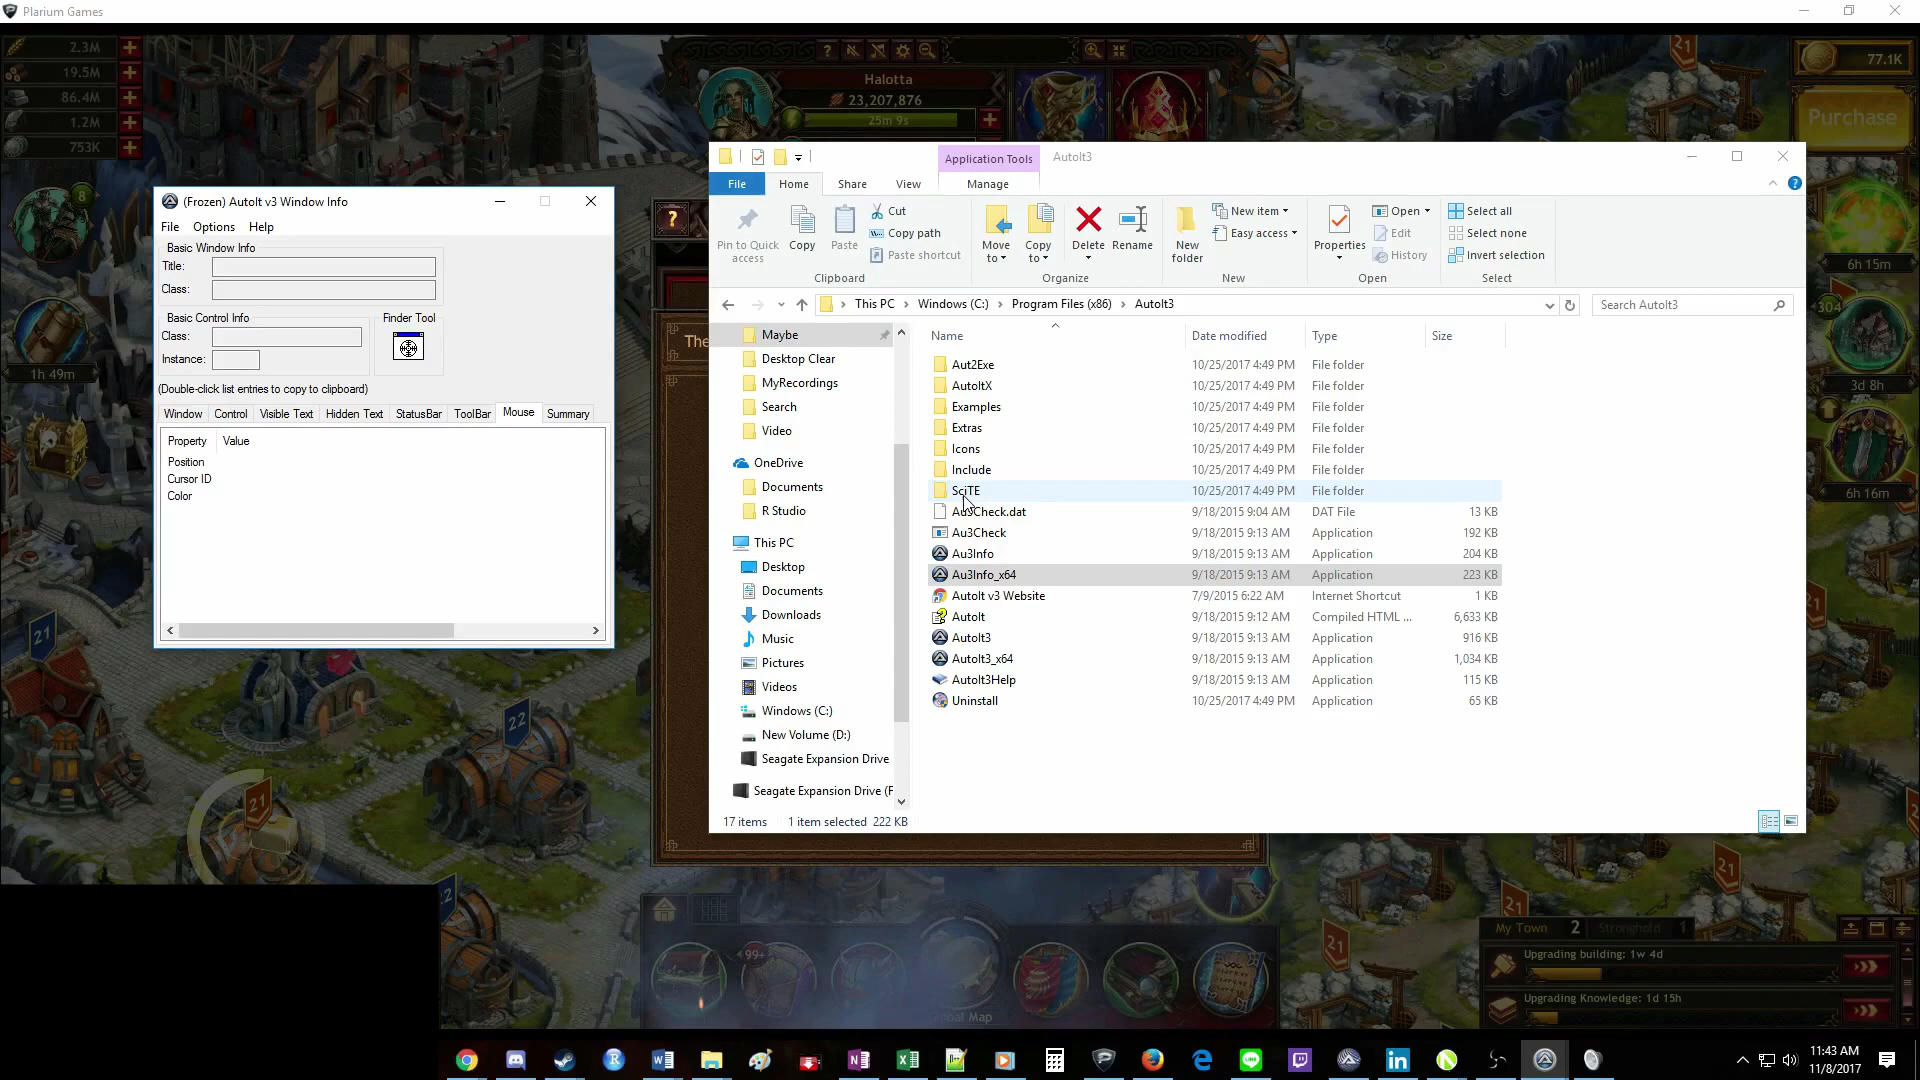 Plarium Games
2.3M
19.5M
86.4M
1.2M
753K
?
Halotta
23,207,876
25m 9s
21
77.1K
Purchase
8
1h 49m
6h 15m
304
3d 8h
6h 16m
(Frozen) AutoIt v3 Window Info
File Options Help
Basic Window Info
Title:
Class:
Basic Control Info
Class:
Instance:
Finder Tool
(Double-click list entries to copy to clipboard)
Window Control Visible Text Hidden Text StatusBar ToolBar Mouse Summary
Property Value
Position
Cursor ID
Color
?
The
Application Tools AutoIt3
File Home Share View Manage
Pin to Quick access
Copy
Paste
Cut
Copy path
Paste shortcut
Clipboard
Move to
Copy to
Delete
Rename
Organize
New folder
New item
Easy access
New
Properties
Open
Edit
History
Open
Select all
Select none
Invert selection
Select
This PC Windows (C:) Program Files (x86) AutoIt3
Search AutoIt3
Maybe
Desktop Clear
MyRecordings
Search
Video
OneDrive
Documents
R Studio
This PC
Desktop
Documents
Downloads
Music
Pictures
Videos
Windows (C:)
New Volume (D:)
Seagate Expansion Drive
Seagate Expansion Drive (F
Name Date modified Type Size
Aut2Exe 10/25/2017 4:49 PM File folder
AutoItX 10/25/2017 4:49 PM File folder
Examples 10/25/2017 4:49 PM File folder
Extras 10/25/2017 4:49 PM File folder
Icons 10/25/2017 4:49 PM File folder
Include 10/25/2017 4:49 PM File folder
SciTE 10/25/2017 4:49 PM File folder
Au3Check.dat 9/18/2015 9:04 AM DAT File 13 KB
Au3Check 9/18/2015 9:13 AM Application 192 KB
Au3Info 9/18/2015 9:13 AM Application 204 KB
Au3Info_x64 9/18/2015 9:13 AM Application 223 KB
AutoIt v3 Website 7/9/2015 6:22 AM Internet Shortcut 1 KB
AutoIt 9/18/2015 9:12 AM Compiled HTML ... 6,633 KB
AutoIt3 9/18/2015 9:13 AM Application 916 KB
AutoIt3_x64 9/18/2015 9:13 AM Application 1,034 KB
AutoIt3Help 9/18/2015 9:13 AM Application 115 KB
Uninstall 10/25/2017 4:49 PM Application 65 KB
17 items 1 item selected 222 KB
21
22
21
21
21
21
99+
My Town 2 Stronghold 1
Upgrading building: 1w 4d
Upgrading Knowledge: 1d 15h
11:43 AM
11/8/2017